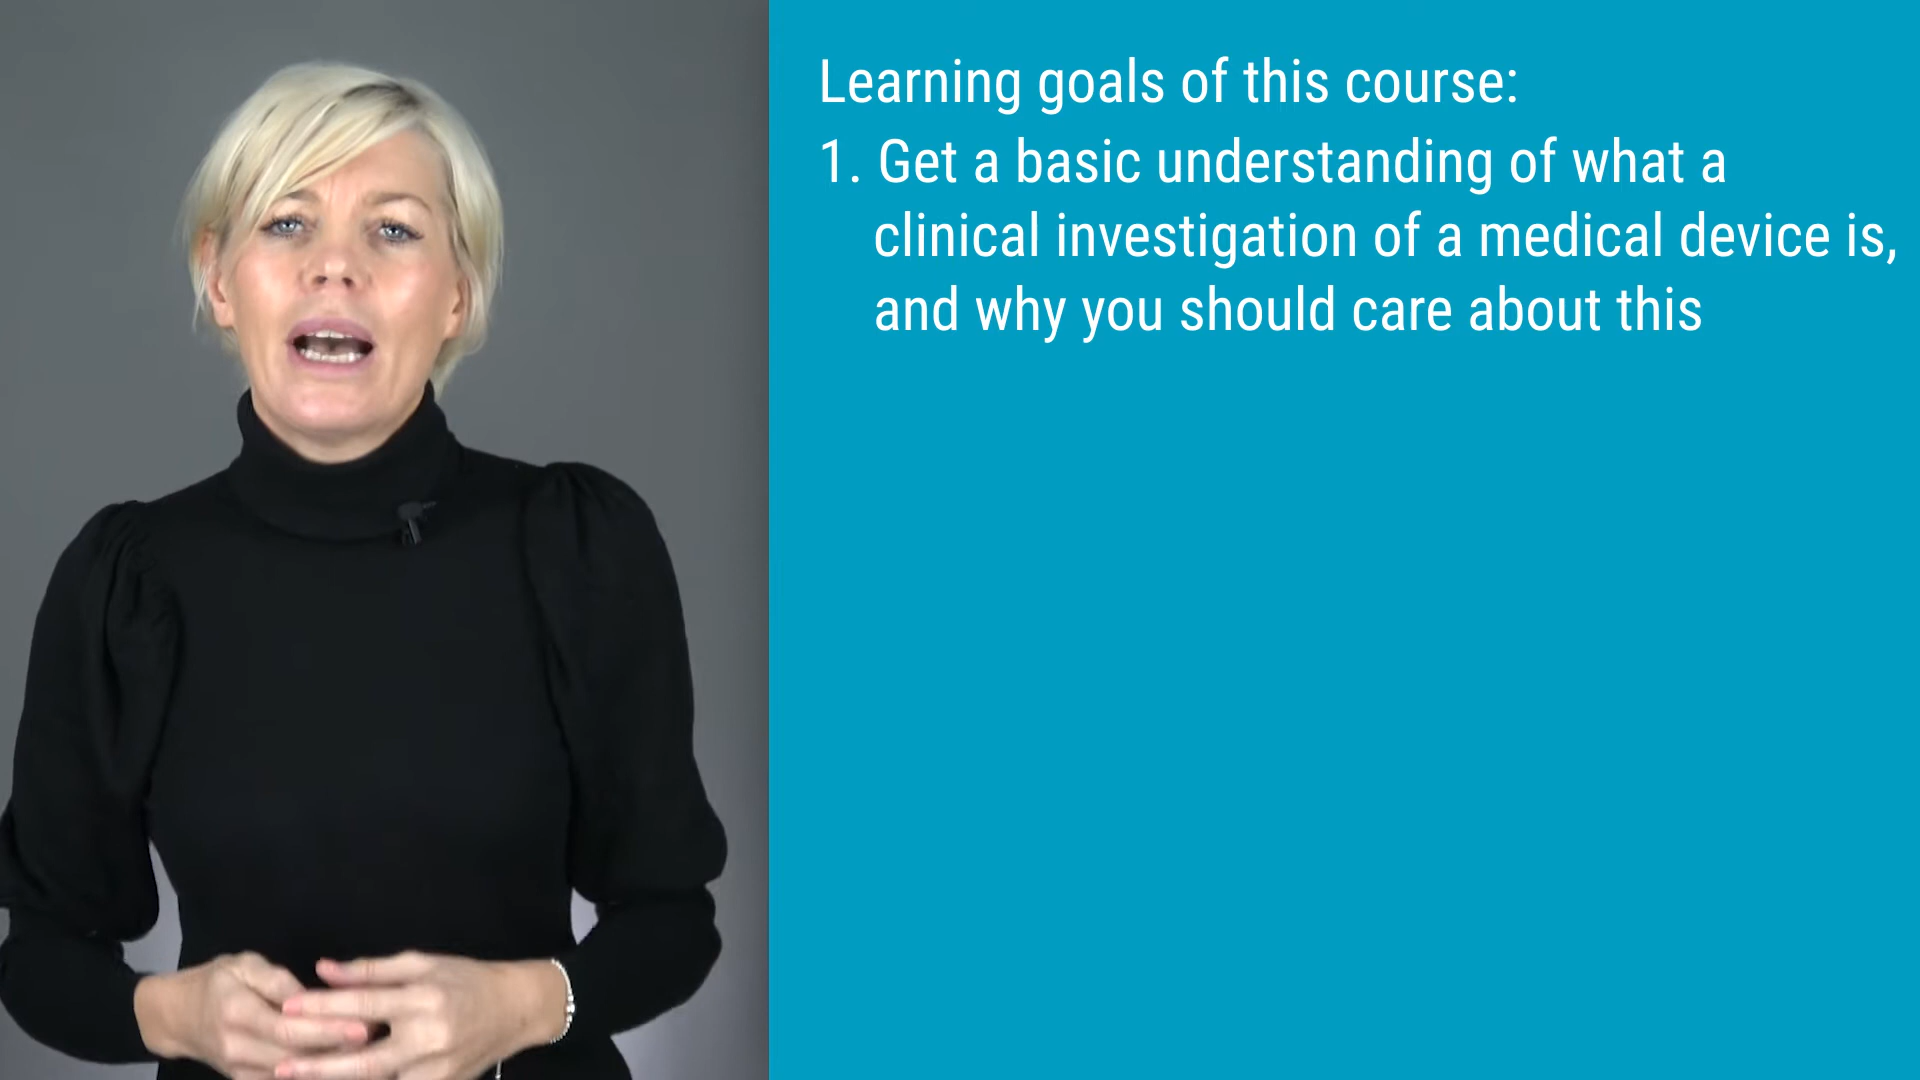 Learning goals of this course:
1. Get a basic understanding of what a
clinical investigation of a medical device is,
and why you should care about this